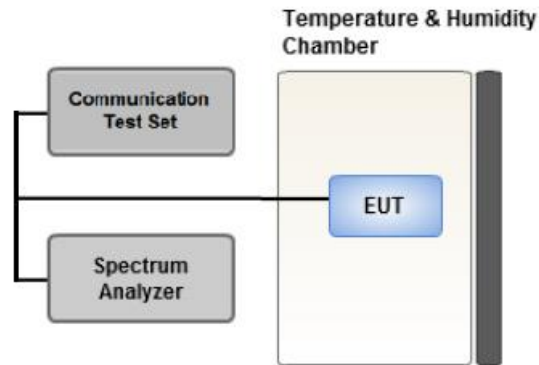 Temperature & Humidity
Chamber
Communication
Test Set
EUT
Spectrum
Analyzer